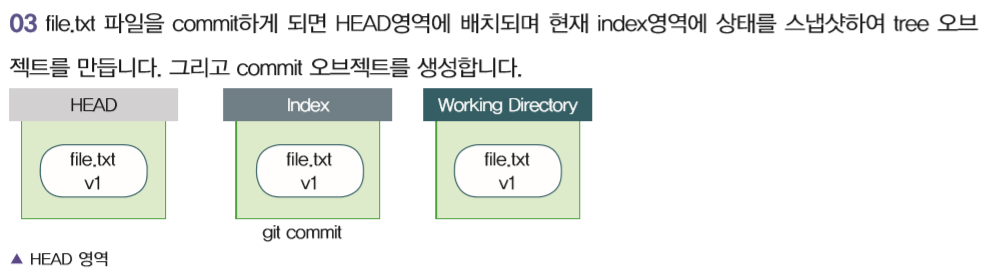 03 file.txt 파일을 commit하게 되면 HEAD영역에 배치되며 현재 index영역에 상태를 스냅샷하여 tree 오브
젝트를 만듭니다. 그리고 commit 오브젝트를 생성합니다.
HEAD
Index
Working Directory
file.txt
v1
file.txt
v1
file.txt
v1
git commit
▲ HEAD 영역